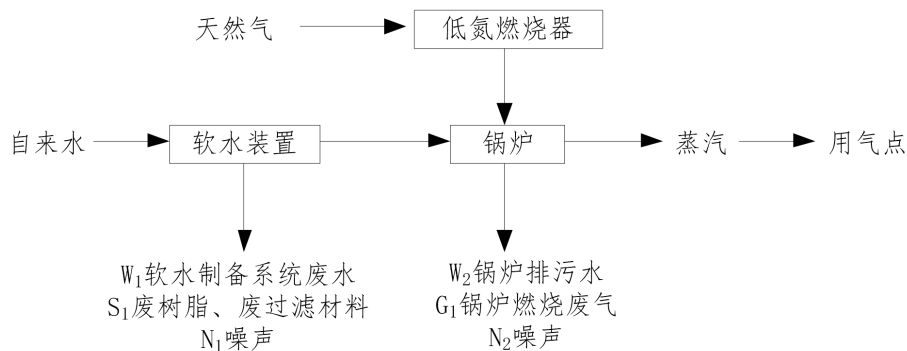 天然气
低氮燃烧器
自来水
软水装置
锅炉
蒸汽
用气点
W₁软水制备系统废水
S₁废树脂、废过滤材料
N₁噪声
W₂锅炉排污水
G₁锅炉燃烧废气
N₂噪声